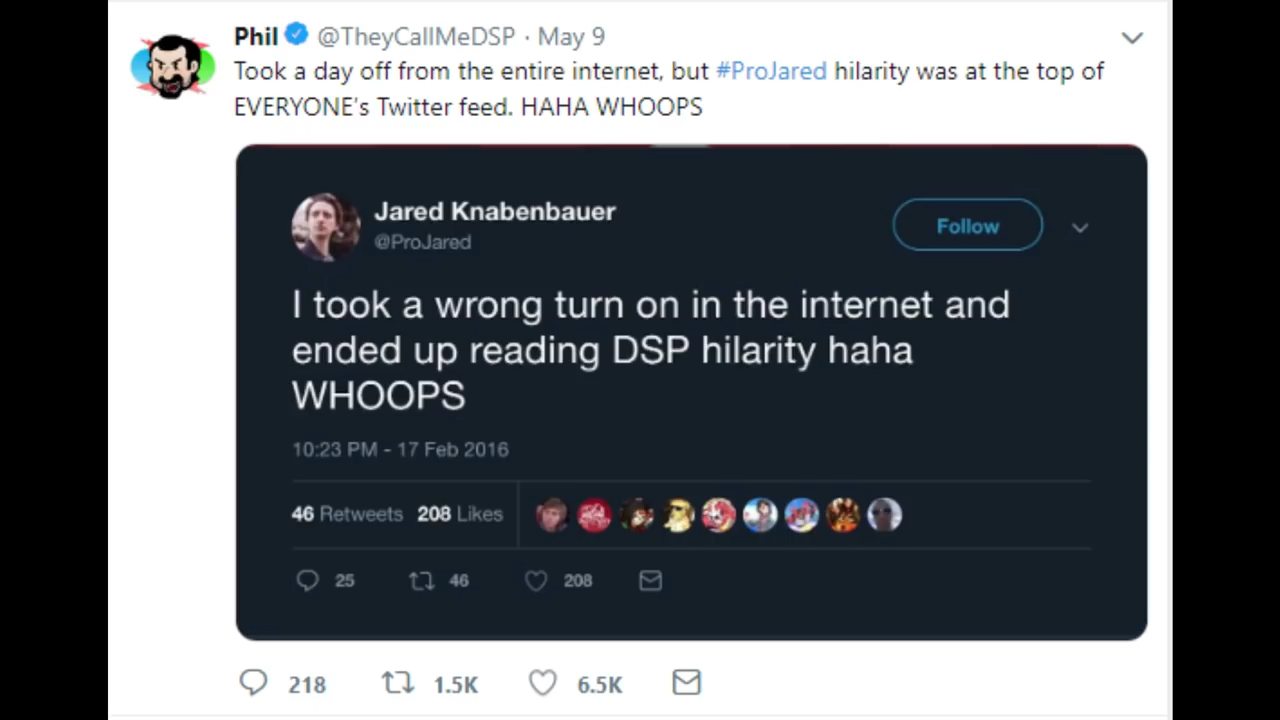 Phil @TheyCallMeDSP · May 9
Took a day off from the entire internet, but #ProJared hilarity was at the top of
EVERYONE's Twitter feed. HAHA WHOOPS
Jared Knabenbauer
@ProJared
Follow
I took a wrong turn on in the internet and
ended up reading DSP hilarity haha
WHOOPS
10:23 PM - 17 Feb 2016
46 Retweets 208 Likes
25 46 208
218 1.5K 6.5K